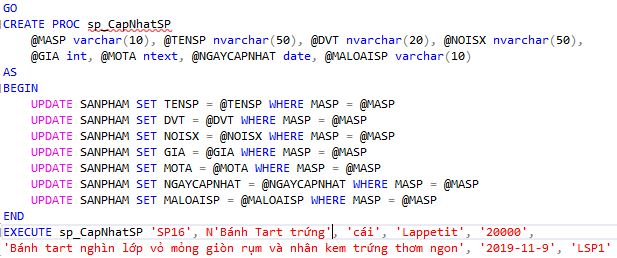 GO
CREATE PROC sp_CapNhatSP
@MASP varchar(10), @TENSP nvarchar(50), @DVT nvarchar(20), @NOISX nvarchar(50),
@GIA int, @MOTA ntext, @NGAYCAPNHAT date, @MALOAISP varchar(10)
AS
BEGIN
UPDATE SANPHAM SET TENSP = @TENSP WHERE MASP = @MASP
UPDATE SANPHAM SET DVT = @DVT WHERE MASP = @MASP
UPDATE SANPHAM SET NOISX = @NOISX WHERE MASP = @MASP
UPDATE SANPHAM SET GIA = @GIA WHERE MASP = @MASP
UPDATE SANPHAM SET MOTA = @MOTA WHERE MASP = @MASP
UPDATE SANPHAM SET NGAYCAPNHAT = @NGAYCAPNHAT WHERE MASP = @MASP
UPDATE SANPHAM SET MALOAISP = @MALOAISP WHERE MASP = @MASP
END
EXECUTE sp_CapNhatSP 'SP16', N'Bánh Tart trứng', 'cái', 'Lappetit', '20000',
'Bánh tart nghìn lớp vỏ mỏng giòn rụm và nhân kem trứng thơm ngon', '2019-11-9', 'LSP1'